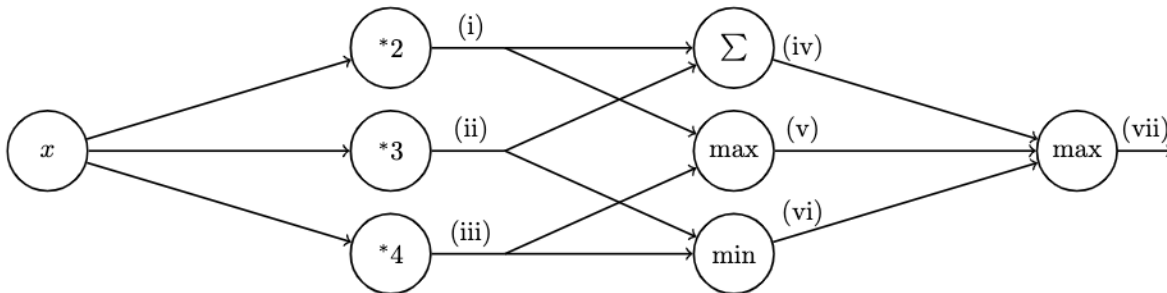 (i)
*2
∑
(iv)
x
*3
(ii)
max
(v)
max
(vii)
*4
(iii)
min
(vi)